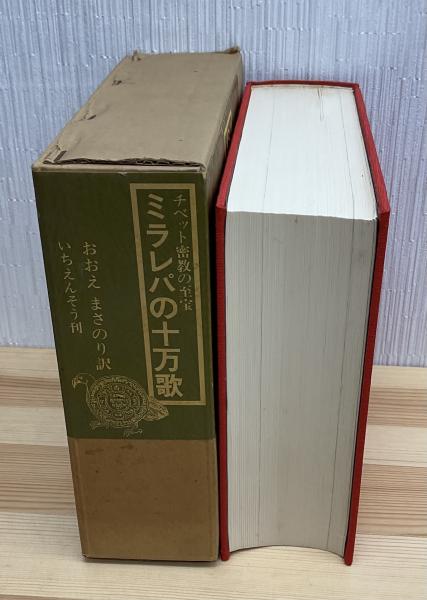 チベット密教の至宝
ミラレパの十万歌
おおえ まさのり訳
いちえんそう刊